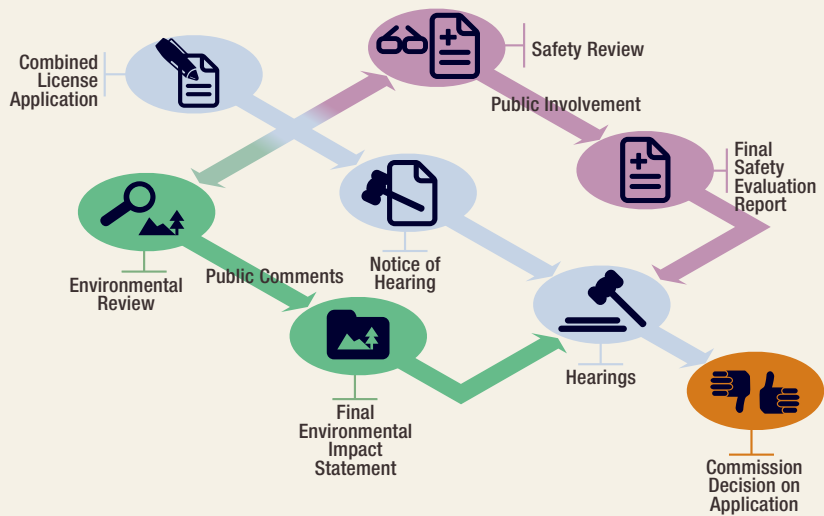 Combined
License
Application
Safety Review
Public Involvement
Final
Safety
Evaluation
Report
Environmental
Review
Public Comments
Notice of
Hearing
Final
Environmental
Impact
Statement
Hearings
Commission
Decision on
Application